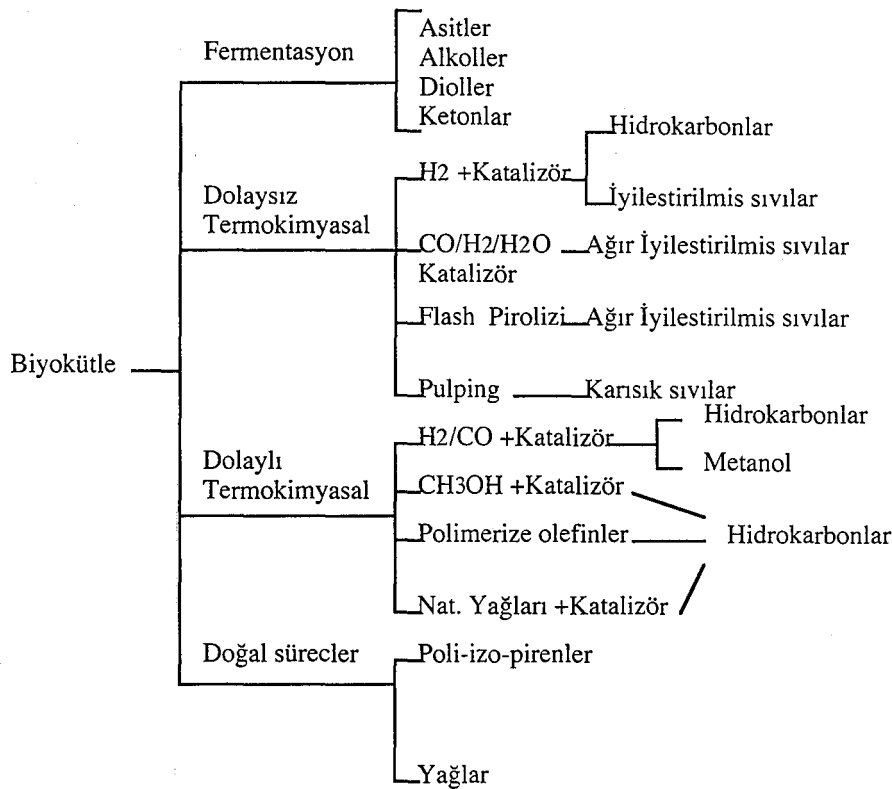 Fermentasyon
Asitler
Alkoller
Dioller
Ketonlar
Dolaysız
Termokimyasal
H2 +Katalizör
Hidrokarbonlar
İyilestirilmis sıvılar
CO/H2/H2O
Katalizör
Ağır İyilestirilmis sıvılar
Flash Pirolizi
Ağır İyilestirilmis sıvılar
Biyokütle
Pulping
Karısık sıvılar
Dolaylı
Termokimyasal
H2/CO +Katalizör
Hidrokarbonlar
Metanol
CH3OH +Katalizör
Polimerize olefinler
Hidrokarbonlar
Nat. Yağları +Katalizör
Doğal sürecler
Poli-izo-pirenler
Yağlar